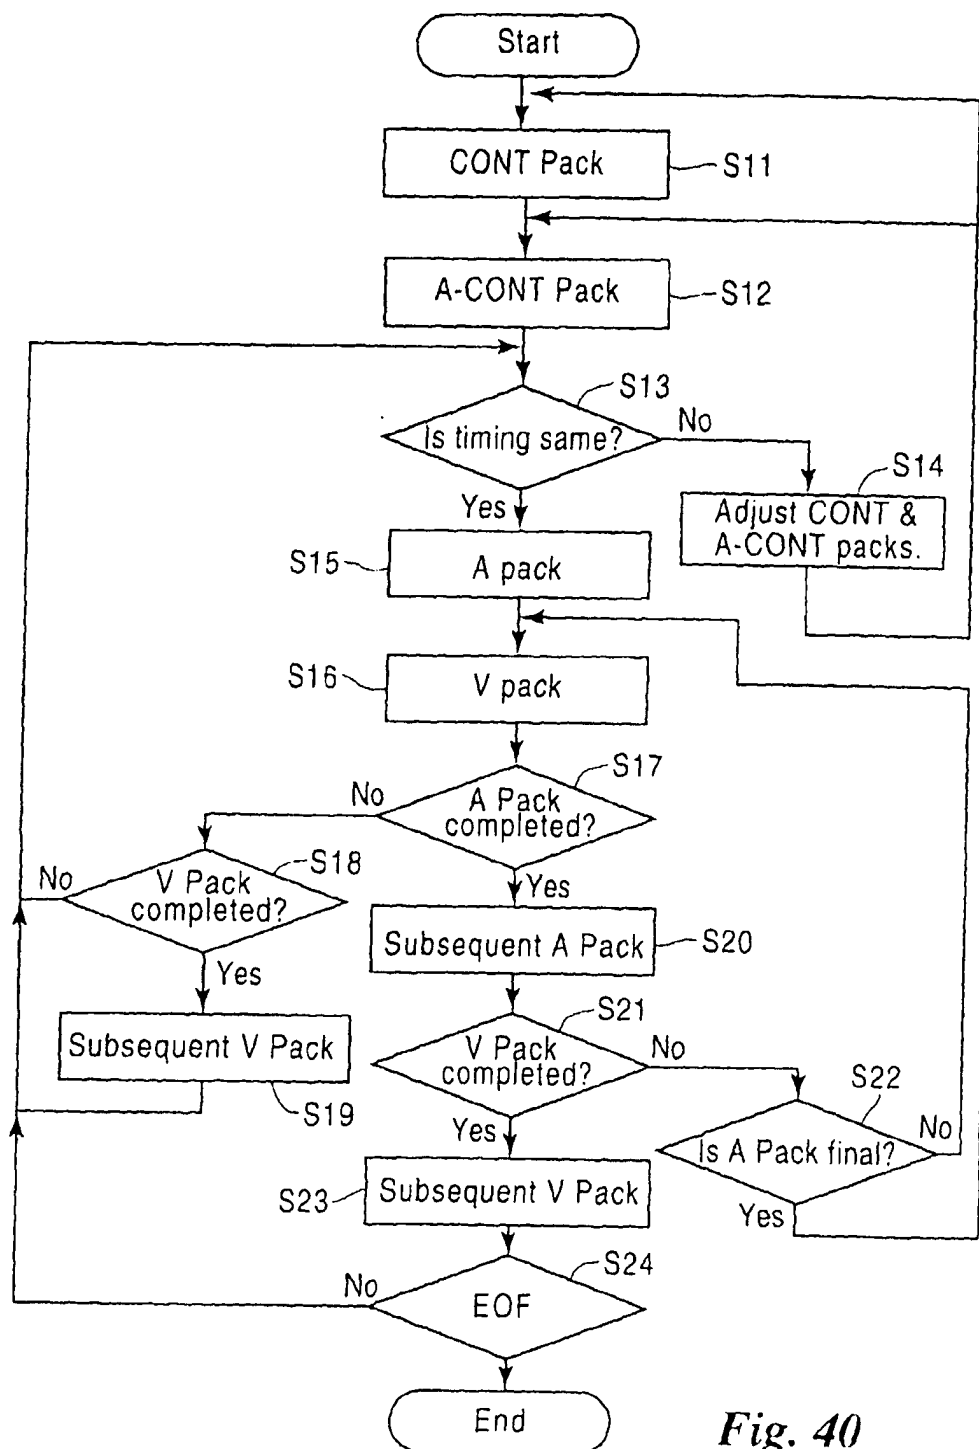 Start
CONT Pack
S11
A-CONT Pack
S12
S13
Is timing same?
No
Yes
S14
Adjust CONT &
A-CONT packs.
S15
A pack
S16
V pack
S17
A Pack
completed?
No
Yes
S18
V Pack
completed?
No
Yes
Subsequent V Pack
S19
Subsequent A Pack
S20
S21
V Pack
completed?
No
Yes
S22
Is A Pack final?
No
Yes
S23
Subsequent V Pack
S24
EOF
No
End
Fig. 40